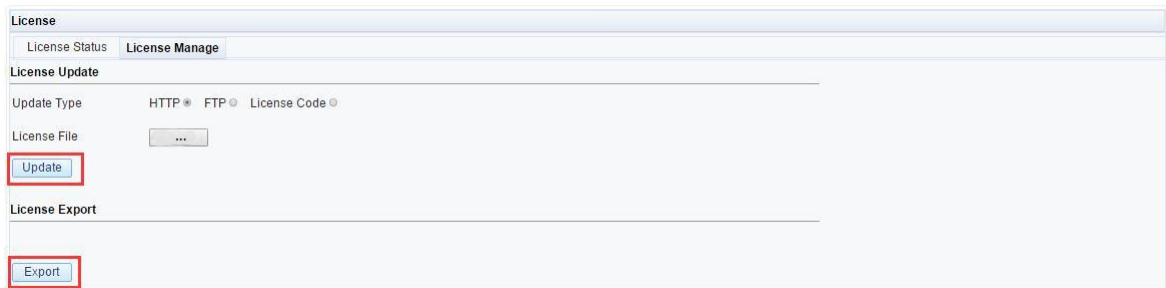 License
License Status License Manage
License Update
Update Type HTTP FTP License Code
License File ...
Update
License Export
Export